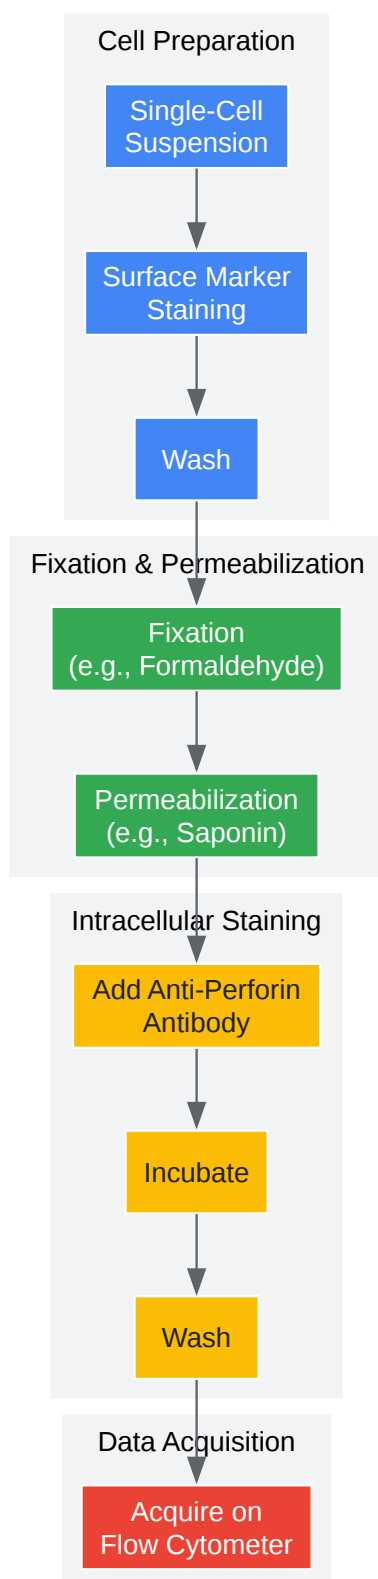 Cell Preparation
Single-Cell
Suspension
Surface Marker
Staining
Wash
Fixation & Permeabilization
Fixation
(e.g., Formaldehyde)
Permeabilization
(e.g., Saponin)
Intracellular Staining
Add Anti-Perforin
Antibody
Incubate
Wash
Data Acquisition
Acquire on
Flow Cytometer